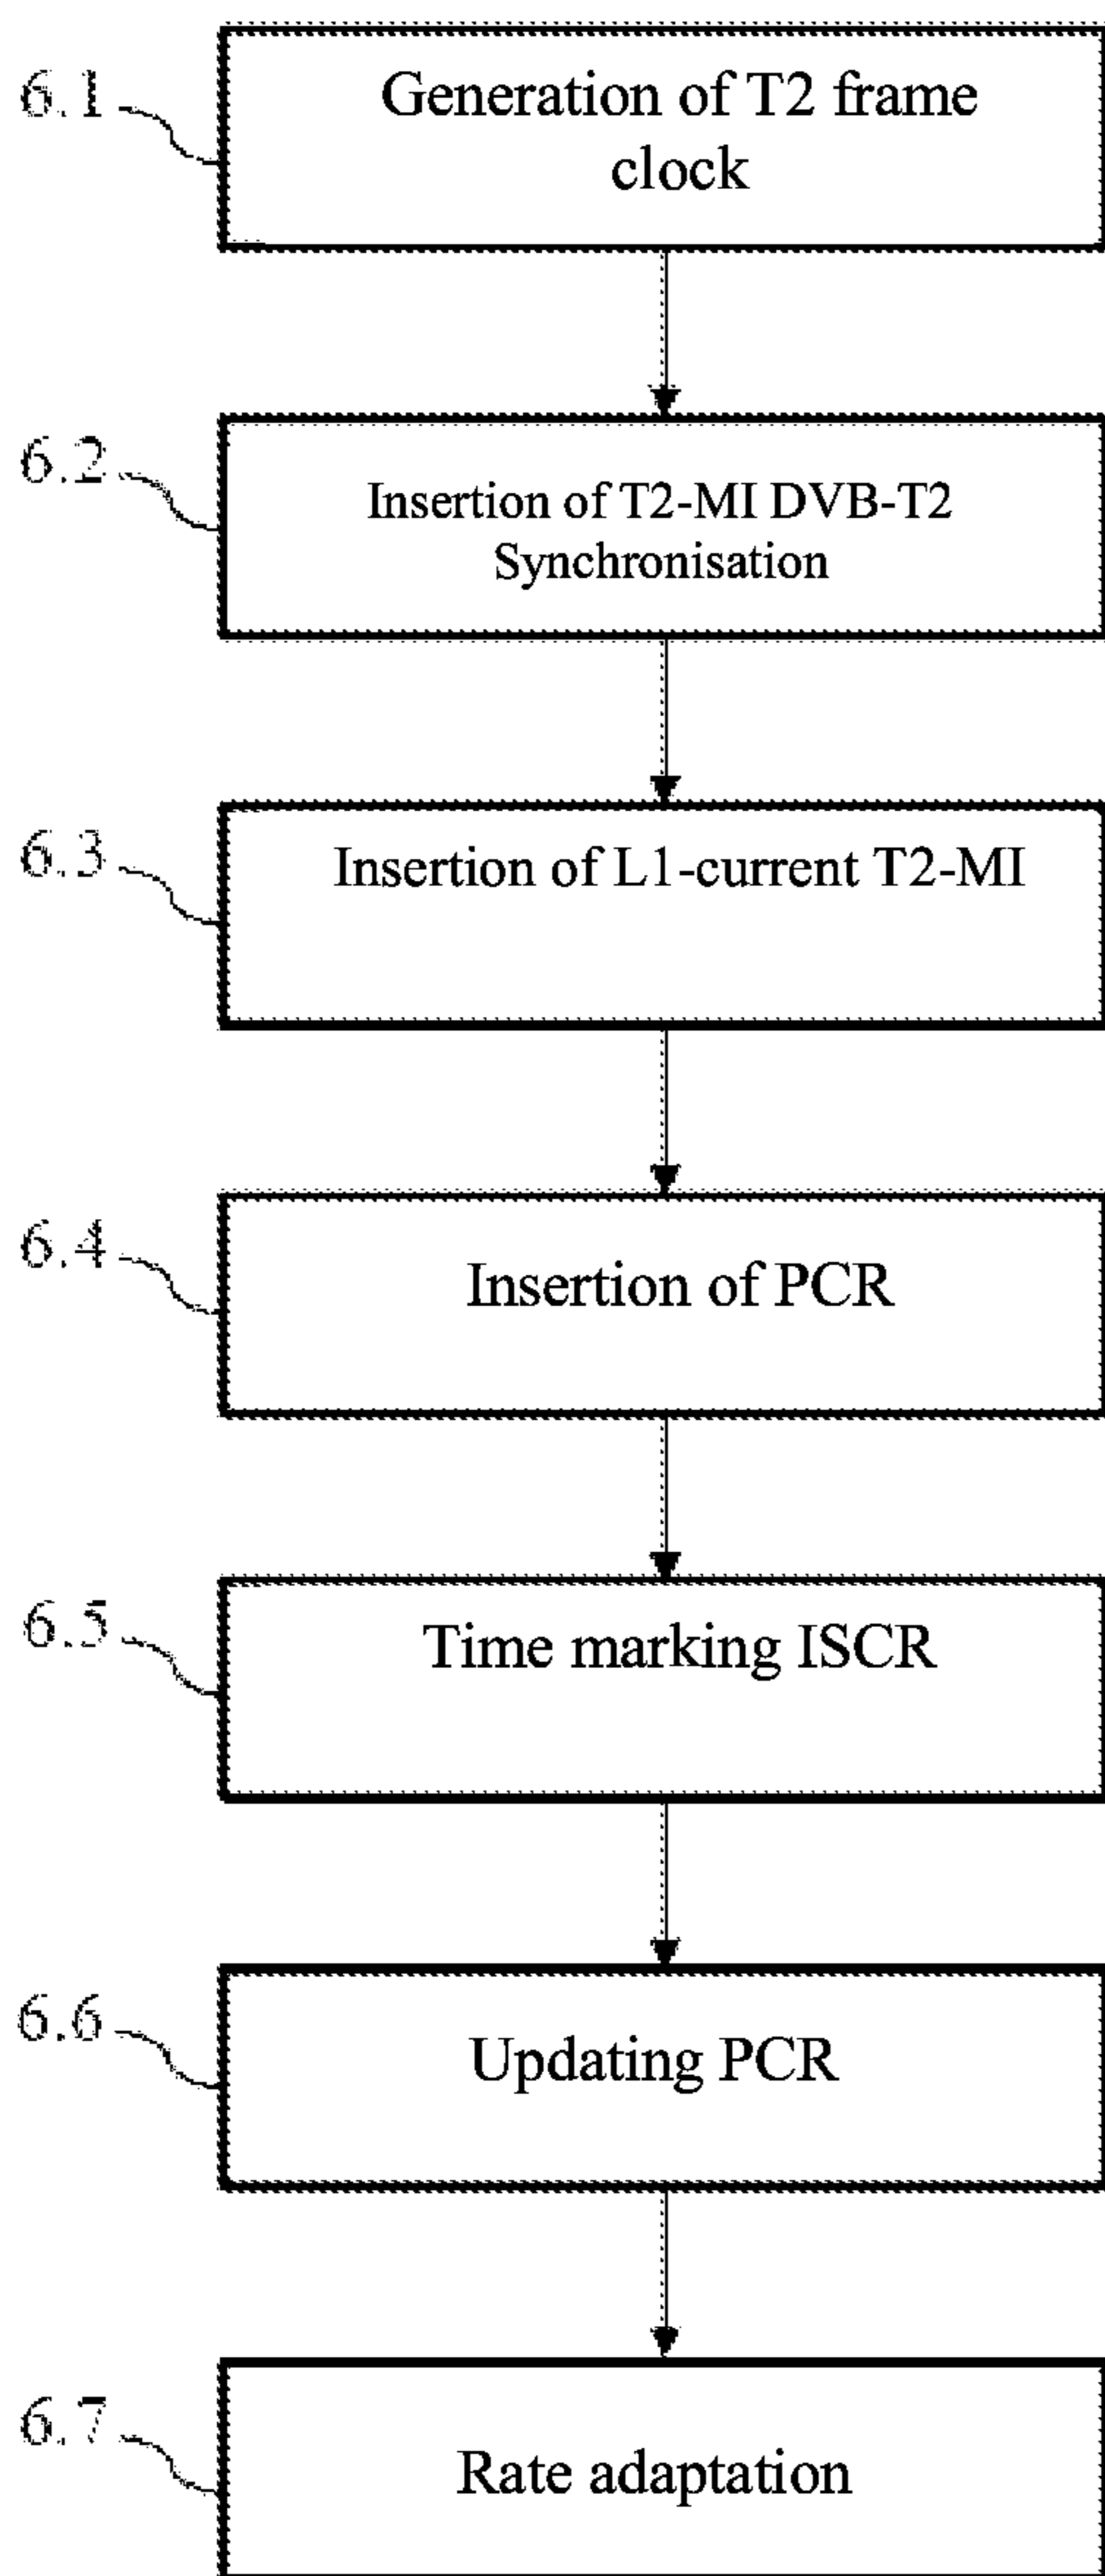 6.1
Generation of T2 frame
clock
6.2
Insertion of T2-MI DVB-T2
Synchronisation
6.3
Insertion of L1-current T2-MI
6.4
Insertion of PCR
6.5
Time marking ISCR
6.6
Updating PCR
6.7
Rate adaptation